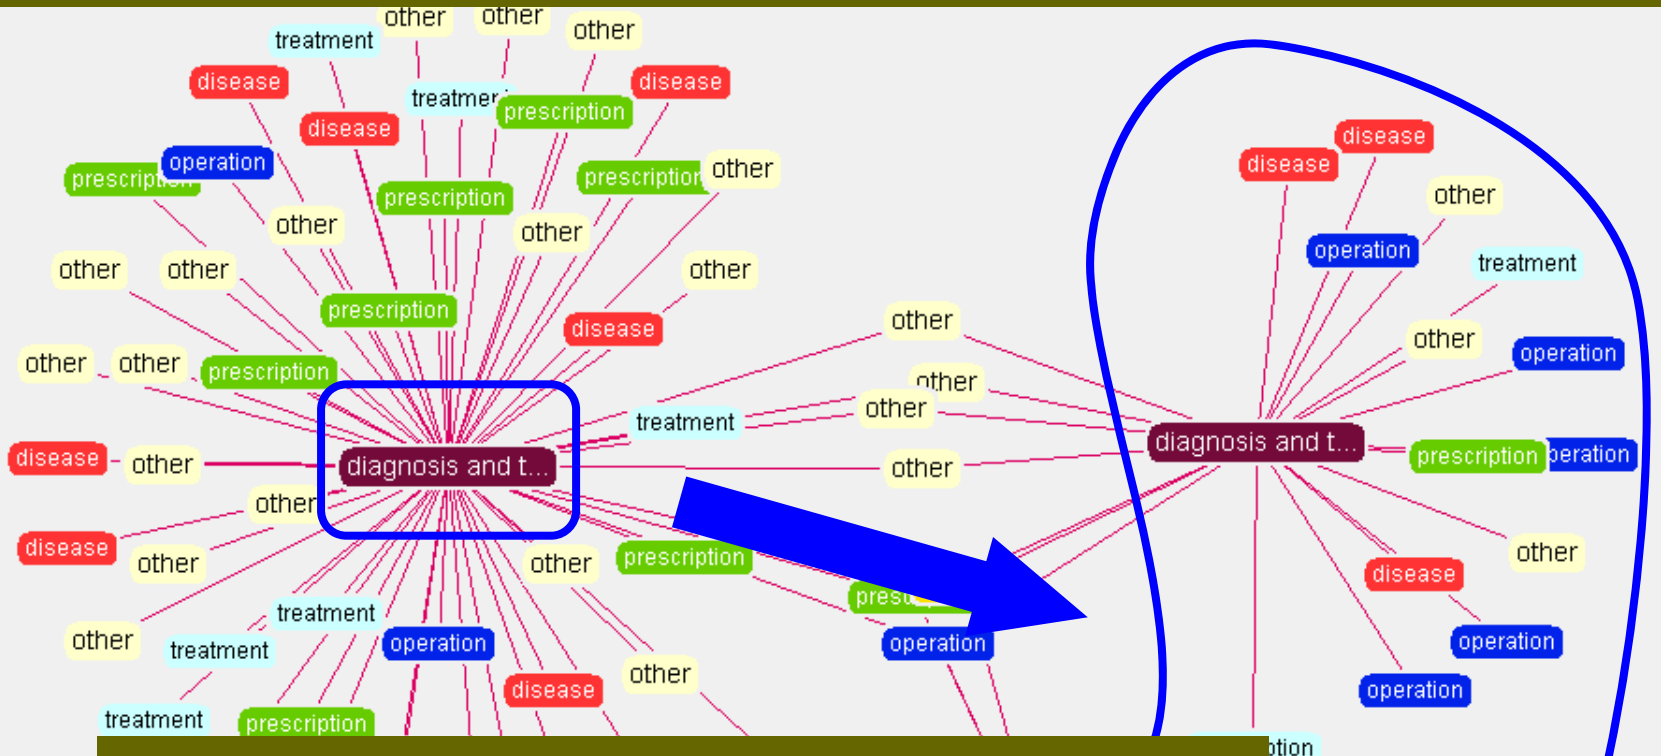 other
other
other
treatment
disease
disease
treatment
prescription
disease
operation
prescription
prescription
other
prescription
other
other
other
other
other
prescription
disease
other
other
prescription
other
other
other
treatment
disease
other
diagnosis and t...
other
other
disease
other
other
prescription
treatment
other
treatment
operation
operation
other
disease
treatment
prescription
disease
disease
other
operation
treatment
other
operation
diagnosis and t...
prescription
other
disease
operation
operation